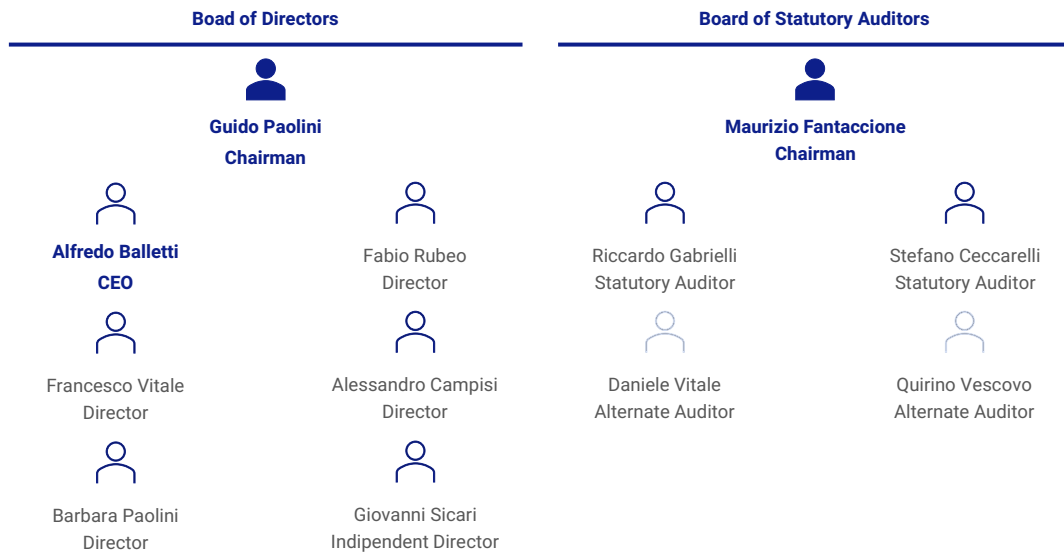 Boad of Directors
Guido Paolini
Chairman
Alfredo Balletti
CEO
Fabio Rubeo
Director
Francesco Vitale
Director
Alessandro Campisi
Director
Barbara Paolini
Director
Giovanni Sicari
Indipendent Director
Board of Statutory Auditors
Maurizio Fantaccione
Chairman
Riccardo Gabrielli
Statutory Auditor
Stefano Ceccarelli
Statutory Auditor
Daniele Vitale
Alternate Auditor
Quirino Vescovo
Alternate Auditor